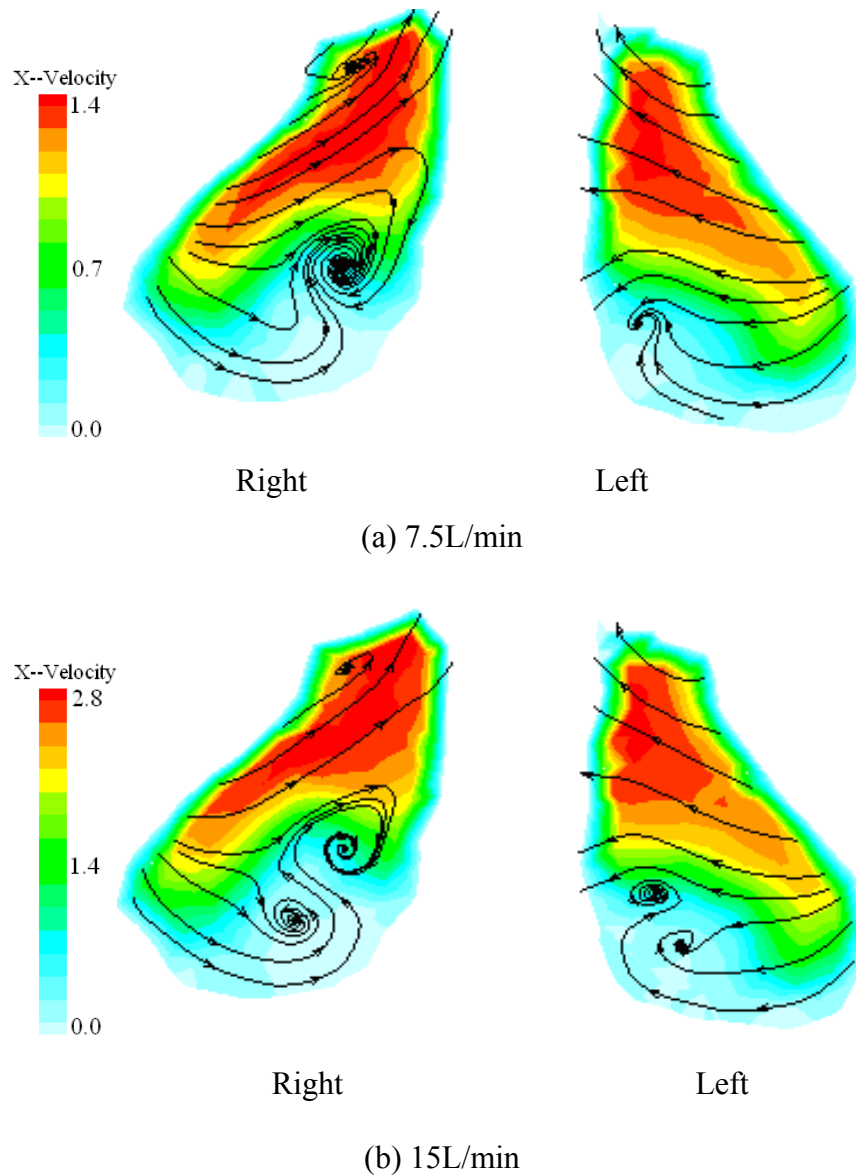 X--Velocity
1.4
0.7
0.0
Right Left
(a) 7.5L/min
X--Velocity
2.8
1.4
0.0
Right Left
(b) 15L/min